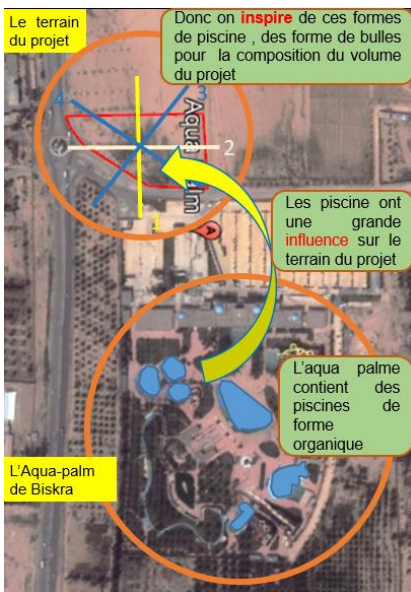 Le terrain
du projet
Donc on inspire de ces formes
de piscine , des forme de bulles
pour la composition du volume
du projet
4
3
Aqua
lm
2
1
A
Les piscine ont
une grande
influence sur le
terrain du projet
L'aqua palme
contient des
piscines de
forme
organique
L'Aqua-palm
de Biskra